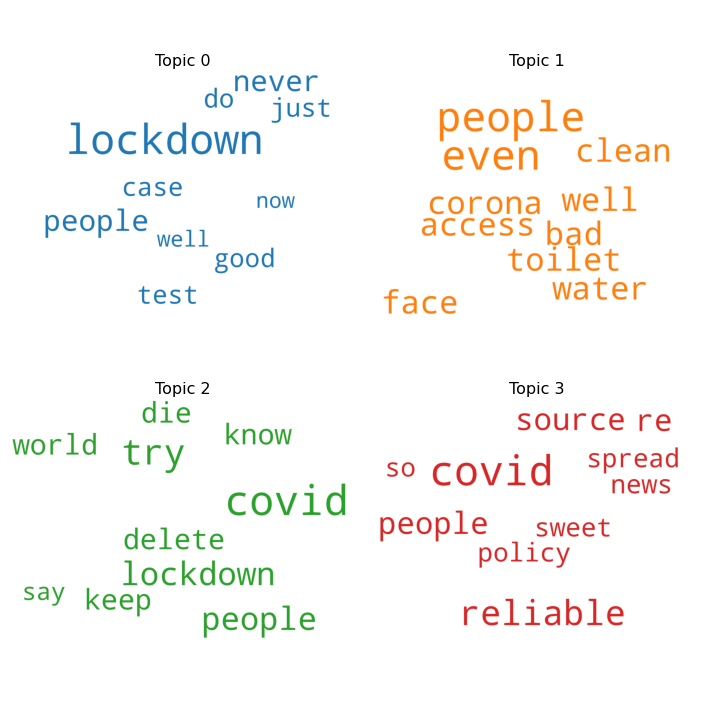 Topic 0
never
do
just
lockdown
case
now
people
well
good
test
Topic 1
people
even
clean
corona
well
access
bad
toilet
water
face
Topic 2
die
world
try
know
covid
delete
lockdown
say
keep
people
Topic 3
source
re
so
covid
spread
news
people
sweet
policy
reliable